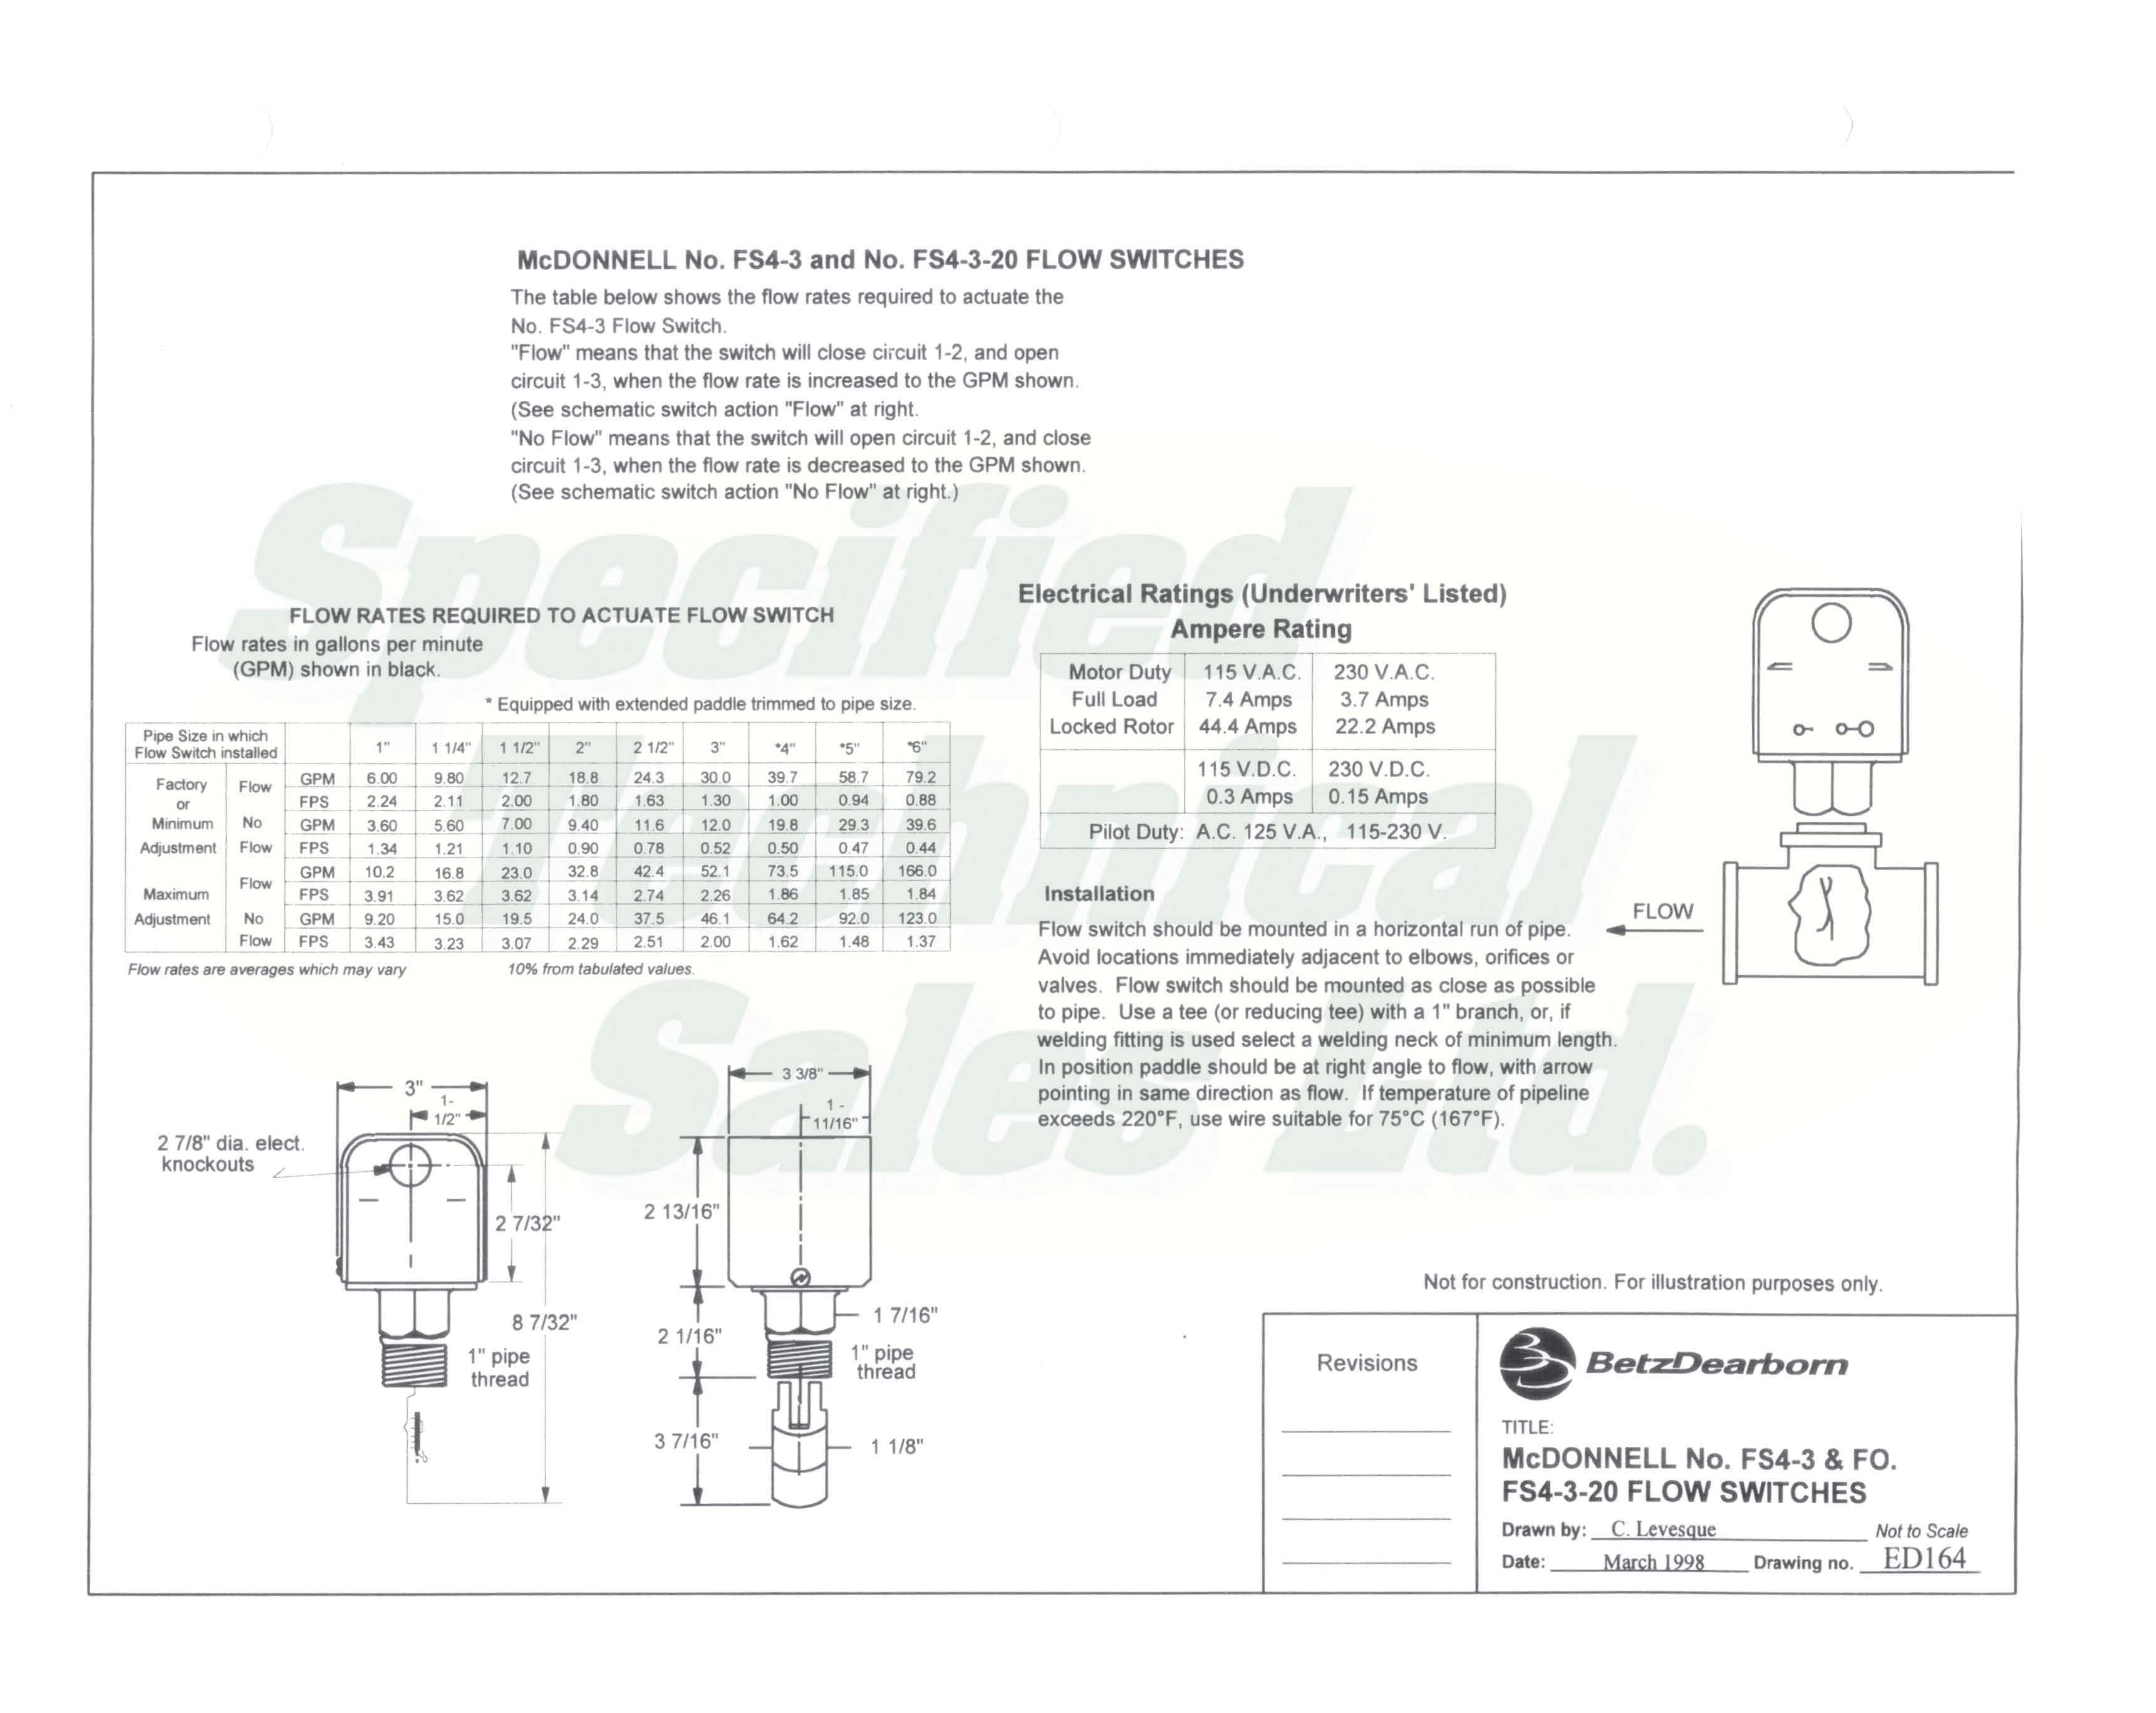 McDONNELL No. FS4-3 and No. FS4-3-20 FLOW SWITCHES
The table below shows the flow rates required to actuate the
No. FS4-3 Flow Switch.
"Flow" means that the switch will close circuit 1-2, and open
circuit 1-3, when the flow rate is increased to the GPM shown.
(See schematic switch action "Flow" at right.
"No Flow" means that the switch will open circuit 1-2, and close
circuit 1-3, when the flow rate is decreased to the GPM shown.
(See schematic switch action "No Flow" at right.)
Specified
Technical
Sales Ltd.
FLOW RATES REQUIRED TO ACTUATE FLOW SWITCH
Flow rates in gallons per minute
(GPM) shown in black.
* Equipped with extended paddle trimmed to pipe size.
Pipe Size in which
Flow Switch installed
1" 1 1/4" 1 1/2" 2" 2 1/2" 3" *4" *5" *6"
Factory
or
Minimum
Adjustment
Flow
GPM 6.00 9.80 12.7 18.8 24.3 30.0 39.7 58.7 79.2
FPS 2.24 2.11 2.00 1.80 1.63 1.30 1.00 0.94 0.88
No
Flow
GPM 3.60 5.60 7.00 9.40 11.6 12.0 19.8 29.3 39.6
FPS 1.34 1.21 1.10 0.90 0.78 0.52 0.50 0.47 0.44
Maximum
Adjustment
Flow
GPM 10.2 16.8 23.0 32.8 42.4 52.1 73.5 115.0 166.0
FPS 3.91 3.62 3.62 3.14 2.74 2.26 1.86 1.85 1.84
No
Flow
GPM 9.20 15.0 19.5 24.0 37.5 46.1 64.2 92.0 123.0
FPS 3.43 3.23 3.07 2.29 2.51 2.00 1.62 1.48 1.37
Flow rates are averages which may vary 10% from tabulated values.
Electrical Ratings (Underwriters' Listed)
Ampere Rating
Motor Duty 115 V.A.C. 230 V.A.C.
Full Load 7.4 Amps 3.7 Amps
Locked Rotor 44.4 Amps 22.2 Amps
115 V.D.C. 230 V.D.C.
0.3 Amps 0.15 Amps
Pilot Duty: A.C. 125 V.A., 115-230 V.
Installation
Flow switch should be mounted in a horizontal run of pipe.
Avoid locations immediately adjacent to elbows, orifices or
valves. Flow switch should be mounted as close as possible
to pipe. Use a tee (or reducing tee) with a 1" branch, or, if
welding fitting is used select a welding neck of minimum length.
In position paddle should be at right angle to flow, with arrow
pointing in same direction as flow. If temperature of pipeline
exceeds 220°F, use wire suitable for 75°C (167°F).
FLOW
3"
1-
1/2"
2 7/8" dia. elect.
knockouts
2 7/32"
8 7/32"
1" pipe
thread
3 3/8"
1 -
11/16"
2 13/16"
1 7/16"
2 1/16"
1" pipe
thread
3 7/16"
1 1/8"
Not for construction. For illustration purposes only.
Revisions
BetzDearborn
TITLE:
McDONNELL No. FS4-3 & FO.
FS4-3-20 FLOW SWITCHES
Drawn by: C. Levesque Not to Scale
Date: March 1998 Drawing no. ED164